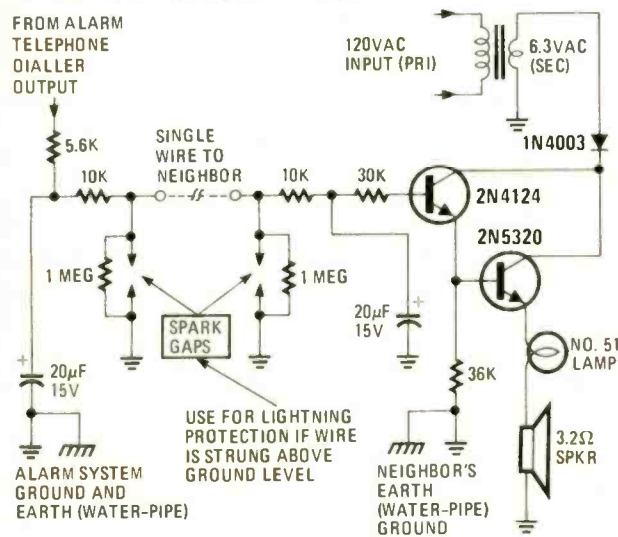 FROM ALARM
TELEPHONE
DIALLER
OUTPUT
120VAC
INPUT (PRI)
6.3VAC
(SEC)
5.6K
1N4003
SINGLE
WIRE TO
NEIGHBOR
10K
10K
30K
2N4124
2N5320
1 MEG
1 MEG
SPARK
GAPS
+
20µF
15V
+
20µF
15V
36K
NO. 51
LAMP
3.2Ω
SPKR
USE FOR LIGHTNING
PROTECTION IF WIRE
IS STRUNG ABOVE
GROUND LEVEL
ALARM SYSTEM
GROUND AND
EARTH (WATER-PIPE)
NEIGHBOR'S
EARTH
(WATER-PIPE)
GROUND